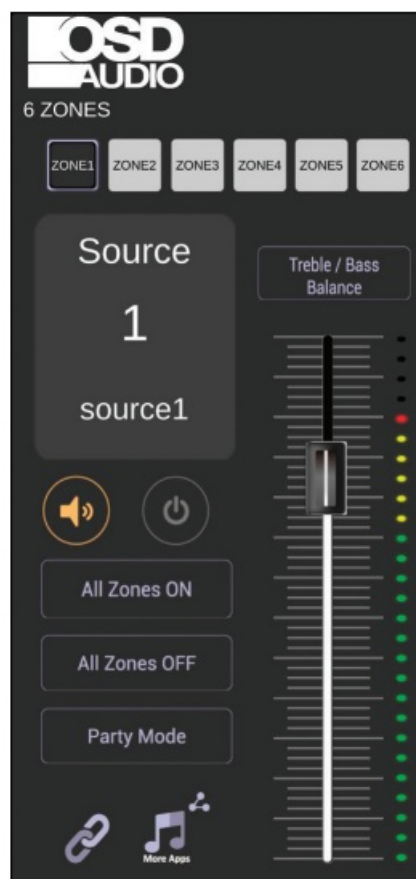 OSD
AUDIO
6 ZONES
ZONE1 ZONE2 ZONE3 ZONE4 ZONE5 ZONE6
Source
1
source1
Treble / Bass
Balance
All Zones ON
All Zones OFF
Party Mode
More Apps